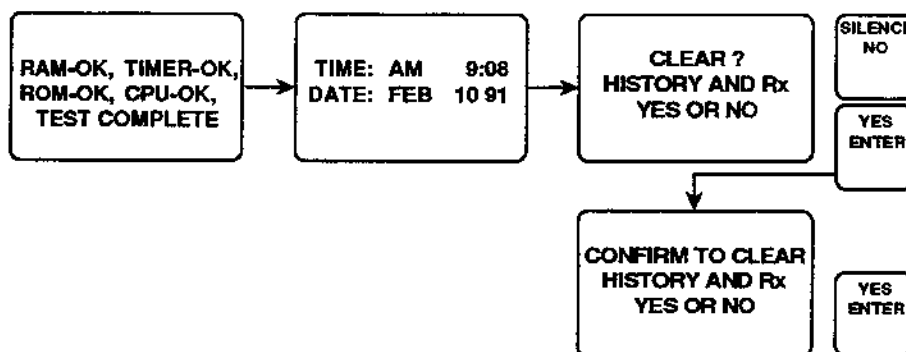 RAM-OK, TIMER-OK,
ROM-OK, CPU-OK,
TEST COMPLETE
TIME: AM 9:08
DATE: FEB 10 91
CLEAR ?
HISTORY AND Rx
YES OR NO
SILENCE
NO
YES
ENTER
CONFIRM TO CLEAR
HISTORY AND Rx
YES OR NO
YES
ENTER